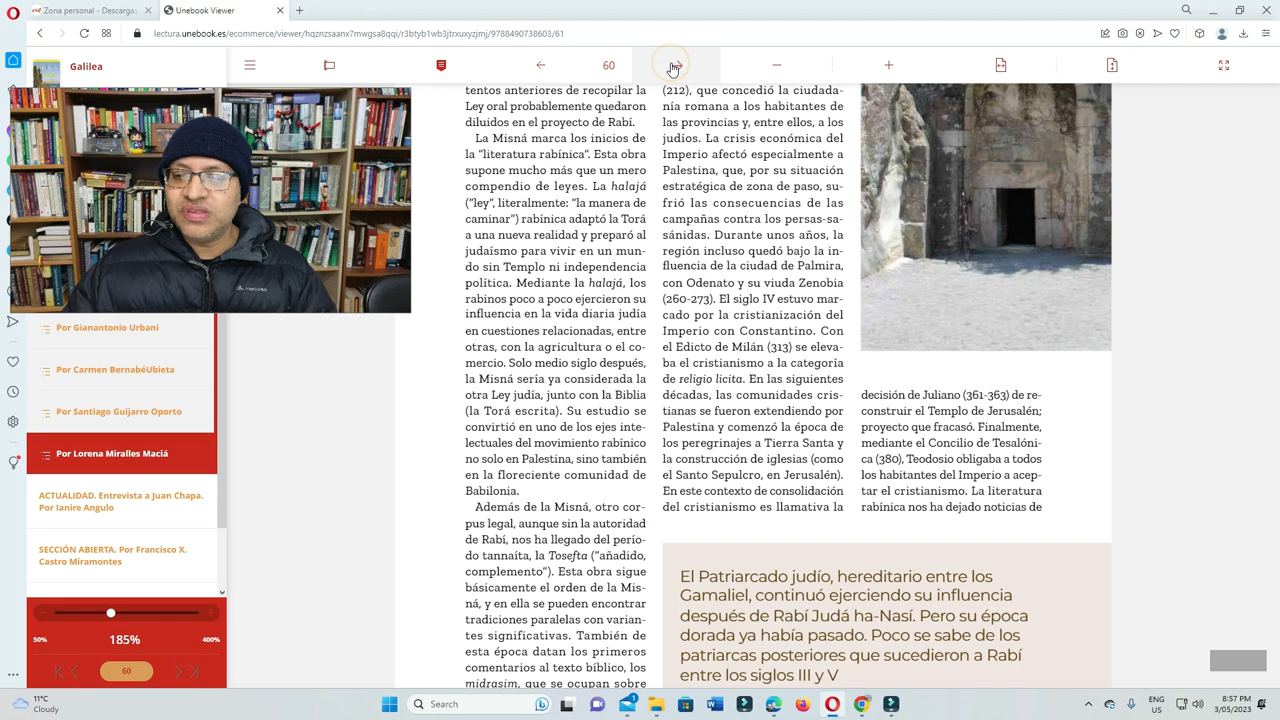 Zona personal - Descargas
Unebook Viewer
lectura.unebook.es/ecommerce/viewer/hqznzsaanx7mwgsa8qqi/r3btyb1wb3jtrxuxyzjmj/9788490738603/61
Galilea
60
Por Gianantonio Urbani
Por Carmen BernabéUbieta
Por Santiago Guijarro Oporto
Por Lorena Miralles Maciá
ACTUALIDAD. Entrevista a Juan Chapa.
Por Ianire Angulo
SECCIÓN ABIERTA. Por Francisco X.
Castro Miramontes
50%
185%
400%
60
tentos anteriores de recopilar la
Ley oral probablemente quedaron
diluidos en el proyecto de Rabí.
La Misná marca los inicios de
la “literatura rabínica”. Esta obra
supone mucho más que un mero
compendio de leyes. La halajá
(“ley”, literalmente: “la manera de
caminar”) rabínica adaptó la Torá
a una nueva realidad y preparó al
judaísmo para vivir en un mun-
do sin Templo ni independencia
política. Mediante la halajá, los
rabinos poco a poco ejercieron su
influencia en la vida diaria judía
en cuestiones relacionadas, entre
otras, con la agricultura o el co-
mercio. Solo medio siglo después,
la Misná sería ya considerada la
otra Ley judía, junto con la Biblia
(la Torá escrita). Su estudio se
convirtió en uno de los ejes inte-
lectuales del movimiento rabínico
no solo en Palestina, sino también
en la floreciente comunidad de
Babilonia.
Además de la Misná, otro cor-
pus legal, aunque sin la autoridad
de Rabí, nos ha llegado del perío-
do tannaíta, la Tosefta (“añadido,
complemento”). Esta obra sigue
básicamente el orden de la Mis-
ná, y en ella se pueden encontrar
tradiciones paralelas con varian-
tes significativas. También de
esta época datan los primeros
comentarios al texto bíblico, los
midrasim, que se ocupan sobre
(212), que concedió la ciudada-
nía romana a los habitantes de
las provincias y, entre ellos, a los
judíos. La crisis económica del
Imperio afectó especialmente a
Palestina, que, por su situación
estratégica de zona de paso, su-
frió las consecuencias de las
campañas contra los persas-sa-
sánidas. Durante unos años, la
región incluso quedó bajo la in-
fluencia de la ciudad de Palmira,
con Odenato y su viuda Zenobia
(260-273). El siglo IV estuvo mar-
cado por la cristianización del
Imperio con Constantino. Con
el Edicto de Milán (313) se eleva-
ba el cristianismo a la categoría
de religio licita. En las siguientes
décadas, las comunidades cris-
tianas se fueron extendiendo por
Palestina y comenzó la época de
los peregrinajes a Tierra Santa y
la construcción de iglesias (como
el Santo Sepulcro, en Jerusalén).
En este contexto de consolidación
del cristianismo es llamativa la
decisión de Juliano (361-363) de re-
construir el Templo de Jerusalén;
proyecto que fracasó. Finalmente,
mediante el Concilio de Tesalóni-
ca (380), Teodosio obligaba a todos
los habitantes del Imperio a acep-
tar el cristianismo. La literatura
rabínica nos ha dejado noticias de
El Patriarcado judío, hereditario entre los
Gamaliel, continuó ejerciendo su influencia
después de Rabí Judá ha-Nasí. Pero su época
dorada ya había pasado. Poco se sabe de los
patriarcas posteriores que sucedieron a Rabí
entre los siglos III y V
11°C
Cloudy
Search
ENG
US
8:57 PM
3/05/2023